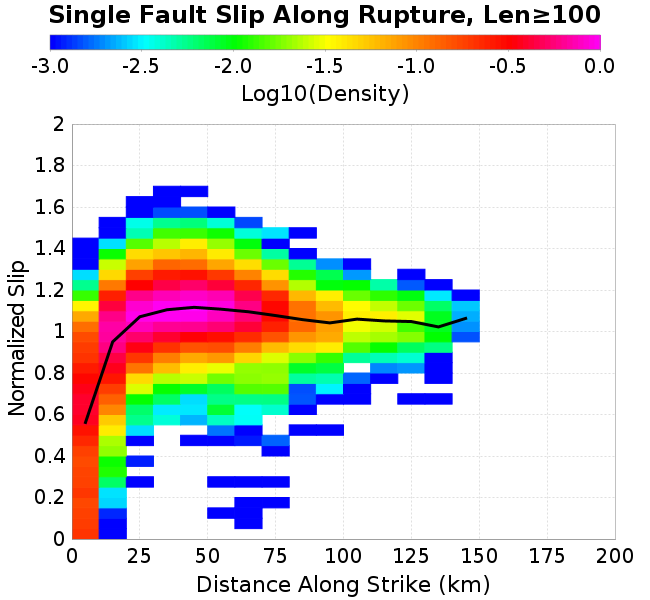 Single Fault Slip Along Rupture, Len≥100
-3.0 -2.5 -2.0 -1.5 -1.0 -0.5 0.0
Log10(Density)
Normalized Slip
2
1.8
1.6
1.4
1.2
1
0.8
0.6
0.4
0.2
0
0 25 50 75 100 125 150 175 200
Distance Along Strike (km)